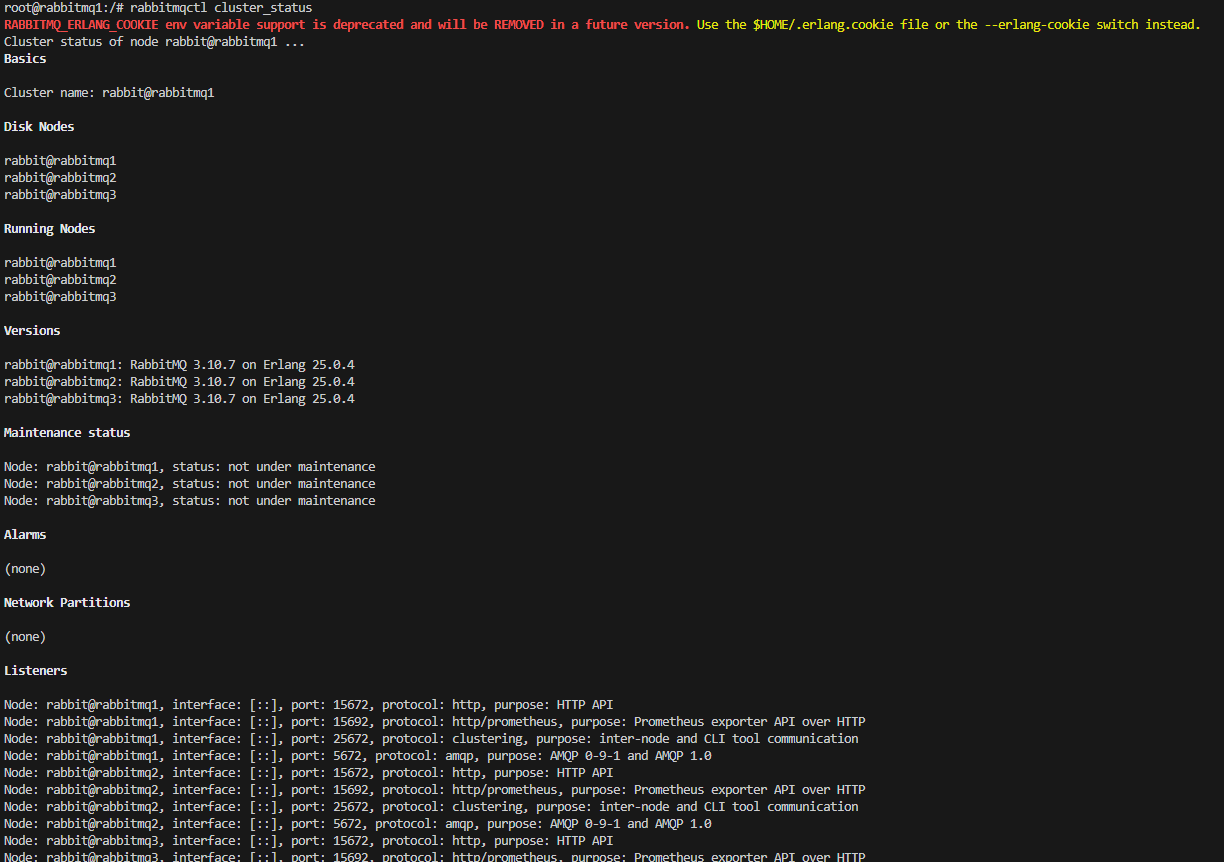 root@rabbitmq1:/# rabbitmqctl cluster_status
RABBITMQ_ERLANG_COOKIE env variable support is deprecated and will be REMOVED in a future version. Use the $HOME/.erlang.cookie file or the --erlang-cookie switch instead.
Cluster status of node rabbit@rabbitmq1 ...
Basics
Cluster name: rabbit@rabbitmq1
Disk Nodes
rabbit@rabbitmq1
rabbit@rabbitmq2
rabbit@rabbitmq3
Running Nodes
rabbit@rabbitmq1
rabbit@rabbitmq2
rabbit@rabbitmq3
Versions
rabbit@rabbitmq1: RabbitMQ 3.10.7 on Erlang 25.0.4
rabbit@rabbitmq2: RabbitMQ 3.10.7 on Erlang 25.0.4
rabbit@rabbitmq3: RabbitMQ 3.10.7 on Erlang 25.0.4
Maintenance status
Node: rabbit@rabbitmq1, status: not under maintenance
Node: rabbit@rabbitmq2, status: not under maintenance
Node: rabbit@rabbitmq3, status: not under maintenance
Alarms
(none)
Network Partitions
(none)
Listeners
Node: rabbit@rabbitmq1, interface: [::], port: 15672, protocol: http, purpose: HTTP API
Node: rabbit@rabbitmq1, interface: [::], port: 15692, protocol: http/prometheus, purpose: Prometheus exporter API over HTTP
Node: rabbit@rabbitmq1, interface: [::], port: 25672, protocol: clustering, purpose: inter-node and CLI tool communication
Node: rabbit@rabbitmq1, interface: [::], port: 5672, protocol: amqp, purpose: AMQP 0-9-1 and AMQP 1.0
Node: rabbit@rabbitmq2, interface: [::], port: 15672, protocol: http, purpose: HTTP API
Node: rabbit@rabbitmq2, interface: [::], port: 15692, protocol: http/prometheus, purpose: Prometheus exporter API over HTTP
Node: rabbit@rabbitmq2, interface: [::], port: 25672, protocol: clustering, purpose: inter-node and CLI tool communication
Node: rabbit@rabbitmq2, interface: [::], port: 5672, protocol: amqp, purpose: AMQP 0-9-1 and AMQP 1.0
Node: rabbit@rabbitmq3, interface: [::], port: 15672, protocol: http, purpose: HTTP API
Node: rabbit@rabbitmq3, interface: [::], port: 15692, protocol: http/prometheus, purpose: Prometheus exporter API over HTTP